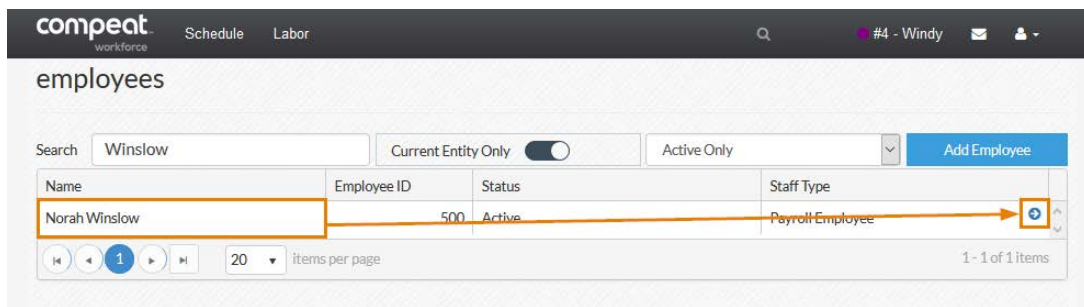 compeat
workforce
Schedule Labor #4 - Windy
employees
Search Winslow Current Entity Only Active Only Add Employee
Name Employee ID Status Staff Type
Norah Winslow 500 Active Payroll Employee
1 20 items per page 1 - 1 of 1 items